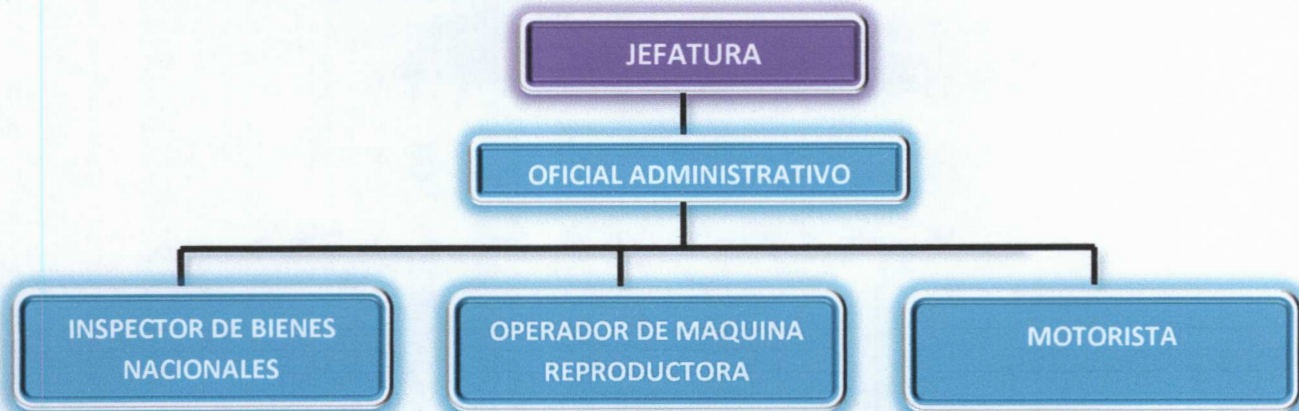 JEFATURA
OFICIAL ADMINISTRATIVO
INSPECTOR DE BIENES
NACIONALES
OPERADOR DE MAQUINA
REPRODUCTORA
MOTORISTA